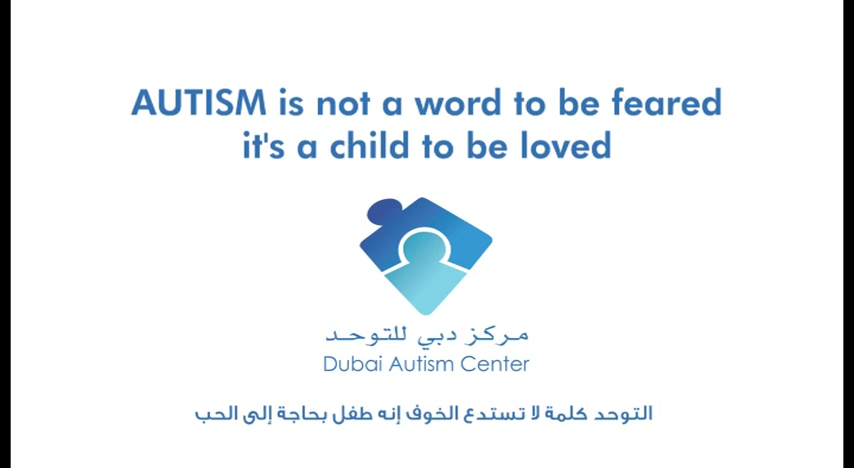 AUTISM is not a word to be feared
it's a child to be loved
مركز دبي للتوحد
Dubai Autism Center
التوحد كلمة لا تستدع الخوف إنه طفل بحاجة إلى الحب